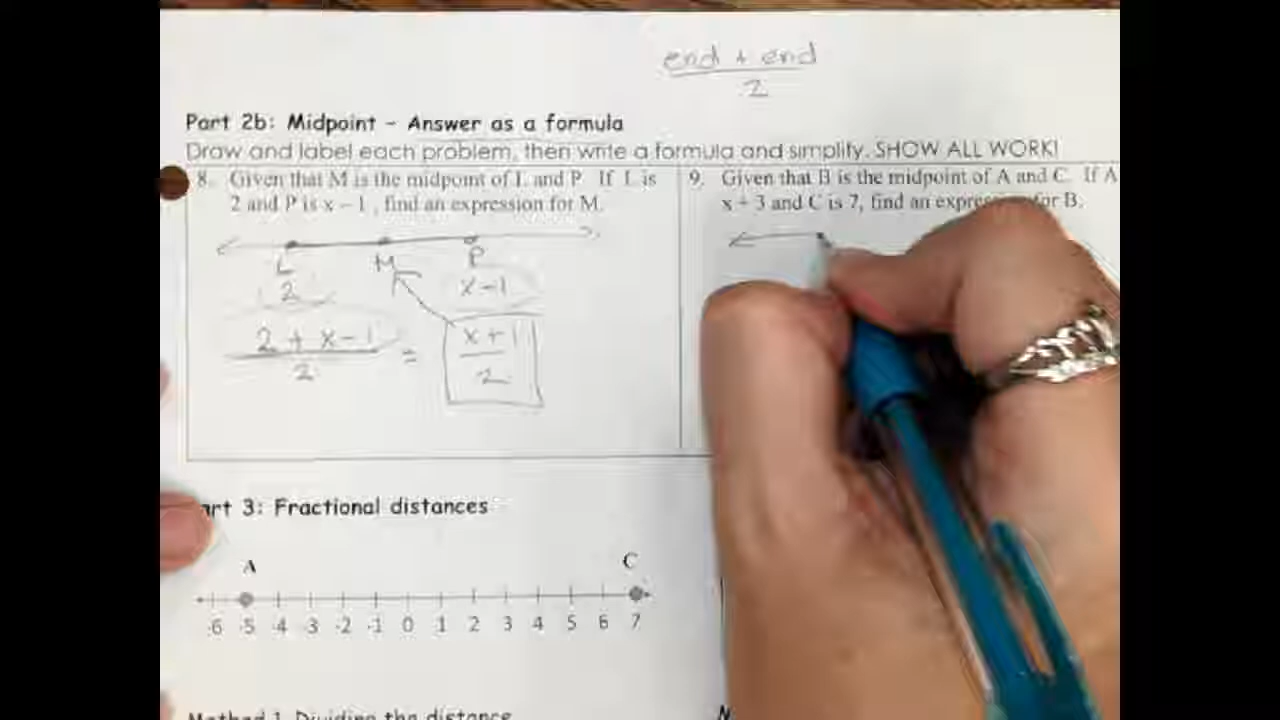 end + end
2
Part 2b: Midpoint - Answer as a formula
Draw and label each problem, then write a formula and simplify. SHOW ALL WORK!
8. Given that M is the midpoint of L and P. If L is
2 and P is x – 1 , find an expression for M.
L M P
2 x-1
2 + x-1
2
=
x+1
2
9. Given that B is the midpoint of A and C. If A
x + 3 and C is 7, find an for B.
art 3: Fractional distances
A C
-6 -5 -4 -3 -2 -1 0 1 2 3 4 5 6 7
Method 1 Dividing the distance